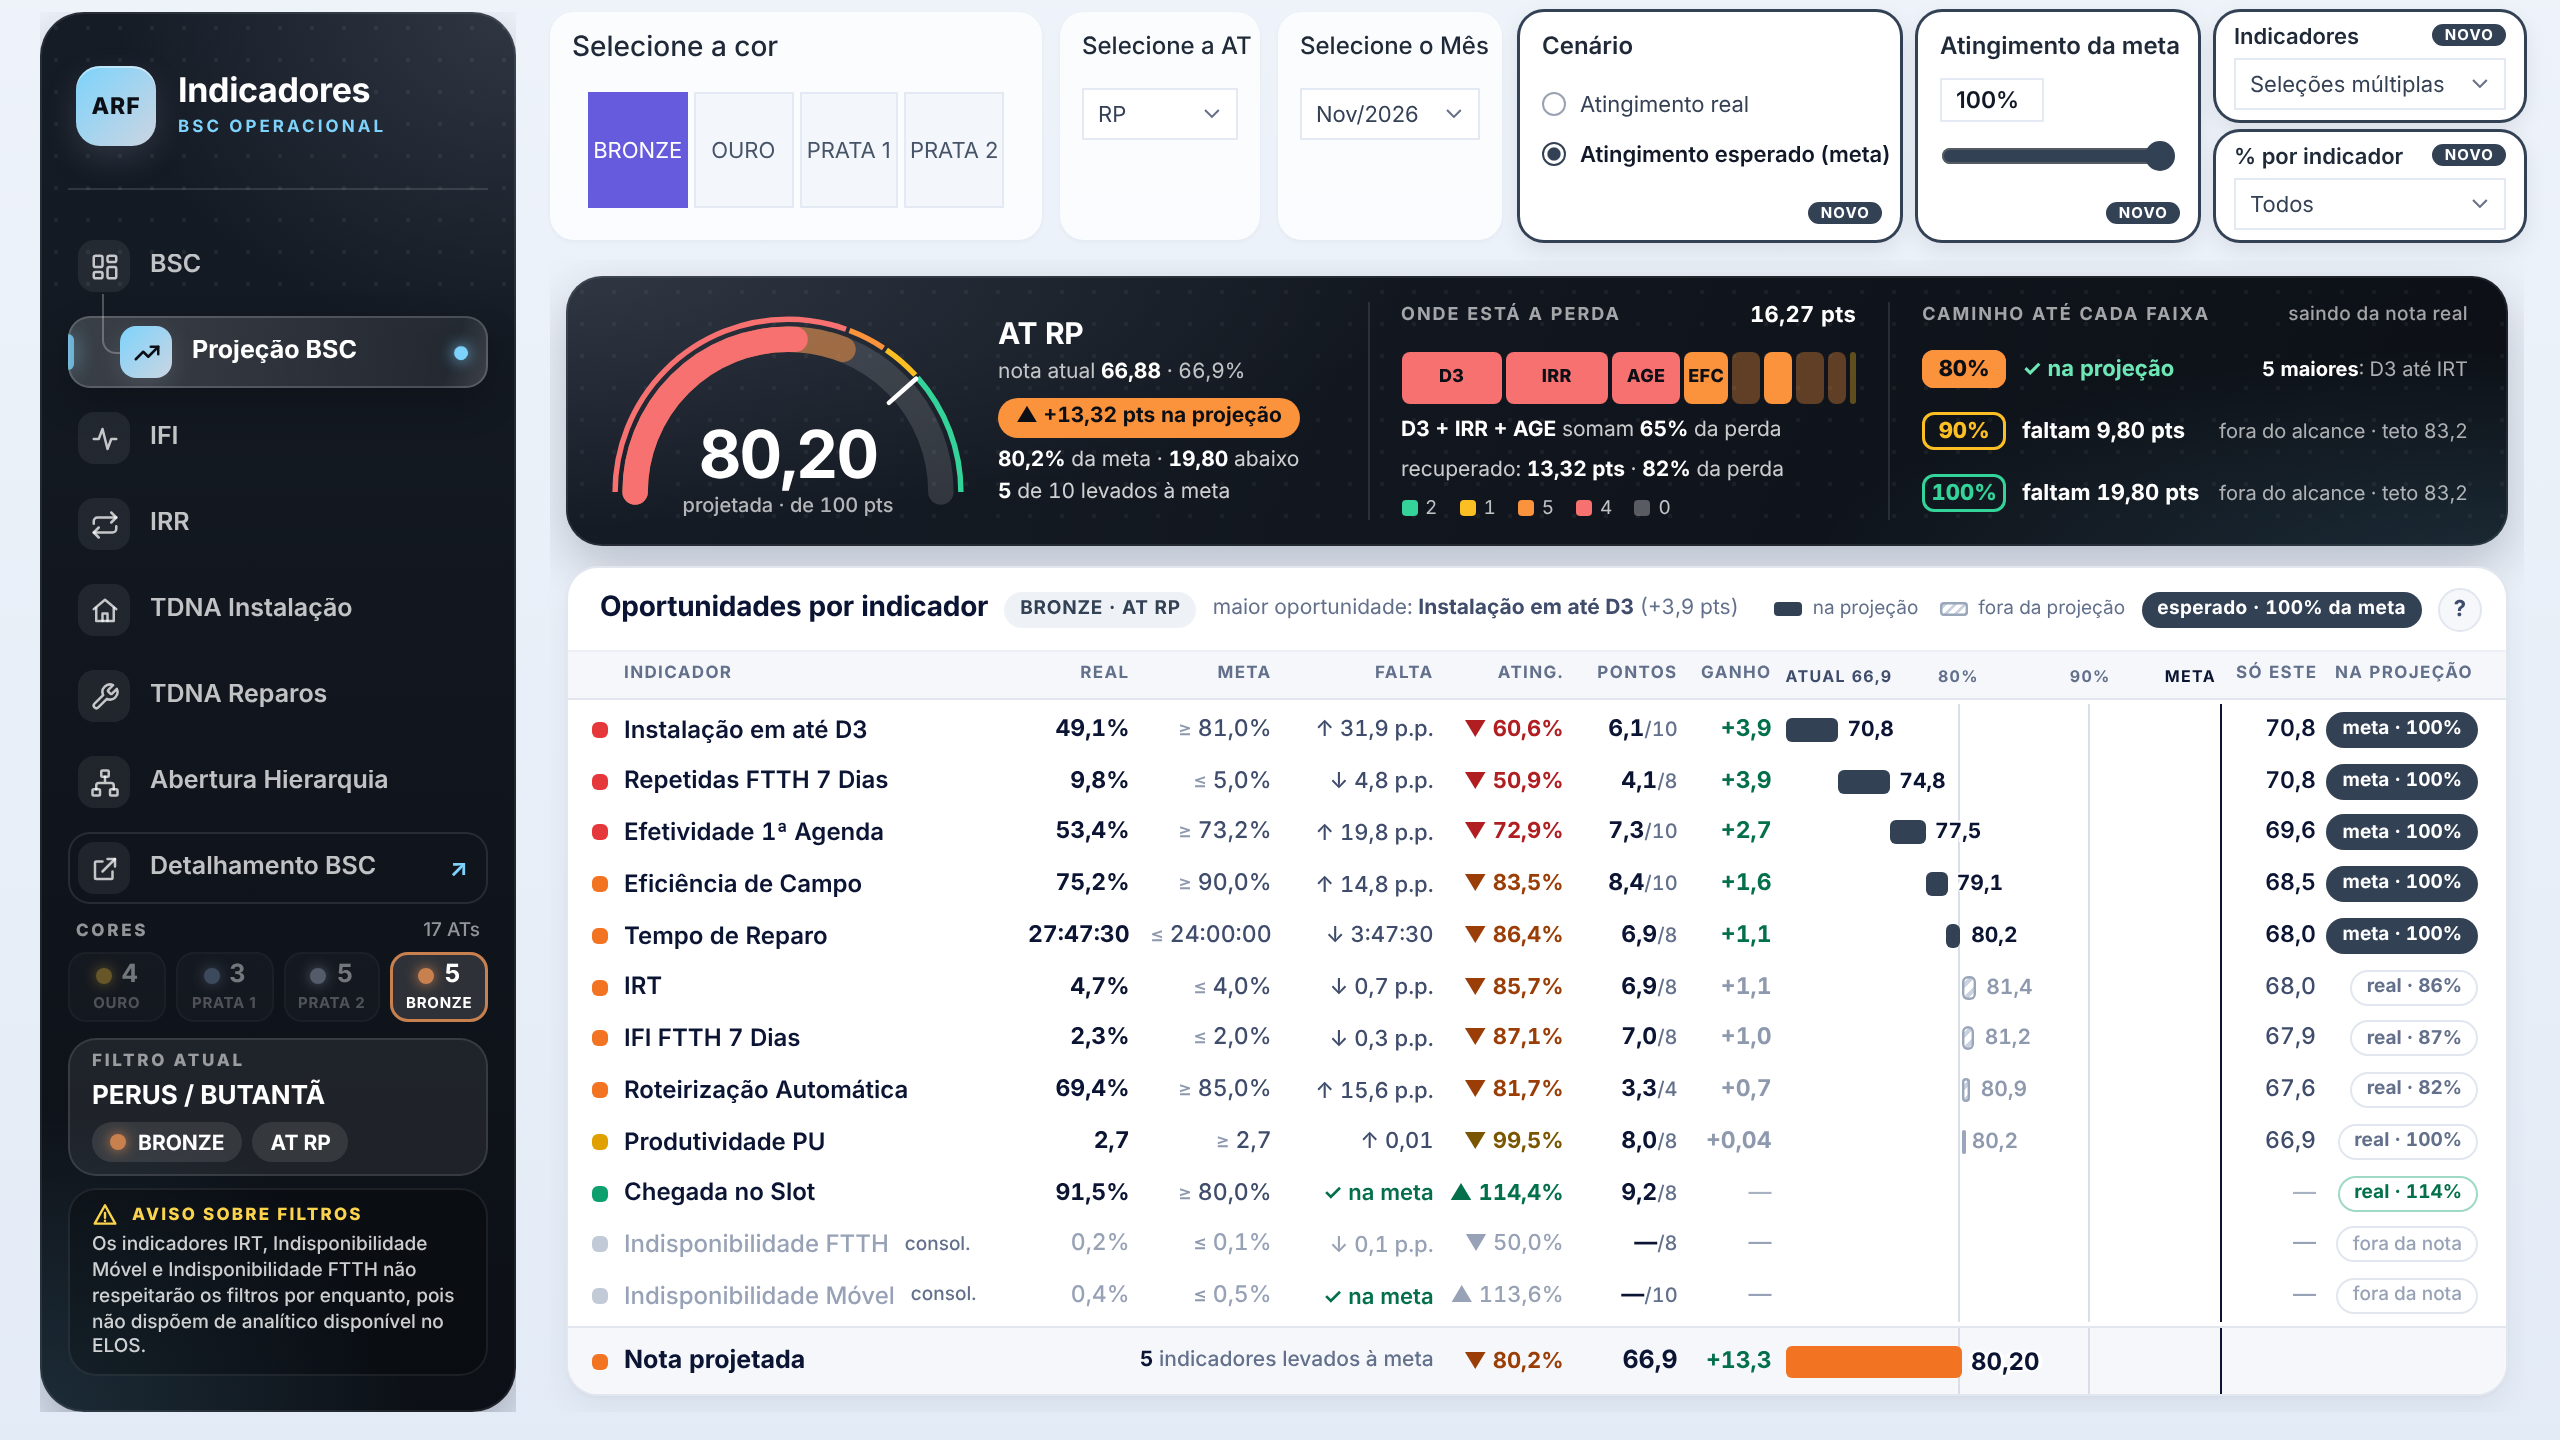 ARF
Indicadores
BSC OPERACIONAL
BSC
Projeção BSC
IFI
IRR
TDNA Instalação
TDNA Reparos
Abertura Hierarquia
Detalhamento BSC
CORES 17 ATs
4 3 5 5
OURO PRATA 1 PRATA 2 BRONZE
FILTRO ATUAL
PERUS / BUTANTÃ
BRONZE AT RP
AVISO SOBRE FILTROS
Os indicadores IRT, Indisponibilidade
Móvel e Indisponibilidade FTTH não
respeitarão os filtros por enquanto, pois
não dispõem de analítico disponível no
ELOS.
Selecione a cor
BRONZE OURO PRATA 1 PRATA 2
Selecione a AT
RP
Selecione o Mês
Nov/2026
Cenário
Atingimento real
Atingimento esperado (meta)
NOVO
Atingimento da meta
100%
NOVO
Indicadores NOVO
Seleções múltiplas
% por indicador NOVO
Todos
80,20
projetada · de 100 pts
AT RP
nota atual 66,88 · 66,9%
▲ +13,32 pts na projeção
80,2% da meta · 19,80 abaixo
5 de 10 levados à meta
ONDE ESTÁ A PERDA 16,27 pts
D3 IRR AGE EFC
D3 + IRR + AGE somam 65% da perda
recuperado: 13,32 pts · 82% da perda
2 1 5 4 0
CAMINHO ATÉ CADA FAIXA saindo da nota real
80% ✓ na projeção 5 maiores: D3 até IRT
90% faltam 9,80 pts fora do alcance · teto 83,2
100% faltam 19,80 pts fora do alcance · teto 83,2
Oportunidades por indicador BRONZE · AT RP maior oportunidade: Instalação em até D3 (+3,9 pts) na projeção fora da projeção esperado · 100% da meta ?
INDICADOR REAL META FALTA ATING. PONTOS GANHO ATUAL 66,9 80% 90% META SÓ ESTE NA PROJEÇÃO
Instalação em até D3 49,1% ≥ 81,0% ↑ 31,9 p.p. ▼ 60,6% 6,1/10 +3,9 70,8 70,8 meta · 100%
Repetidas FTTH 7 Dias 9,8% ≤ 5,0% ↓ 4,8 p.p. ▼ 50,9% 4,1/8 +3,9 74,8 70,8 meta · 100%
Efetividade 1ª Agenda 53,4% ≥ 73,2% ↑ 19,8 p.p. ▼ 72,9% 7,3/10 +2,7 77,5 69,6 meta · 100%
Eficiência de Campo 75,2% ≥ 90,0% ↑ 14,8 p.p. ▼ 83,5% 8,4/10 +1,6 79,1 68,5 meta · 100%
Tempo de Reparo 27:47:30 ≤ 24:00:00 ↓ 3:47:30 ▼ 86,4% 6,9/8 +1,1 80,2 68,0 meta · 100%
IRT 4,7% ≤ 4,0% ↓ 0,7 p.p. ▼ 85,7% 6,9/8 +1,1 81,4 68,0 real · 86%
IFI FTTH 7 Dias 2,3% ≤ 2,0% ↓ 0,3 p.p. ▼ 87,1% 7,0/8 +1,0 81,2 67,9 real · 87%
Roteirização Automática 69,4% ≥ 85,0% ↑ 15,6 p.p. ▼ 81,7% 3,3/4 +0,7 80,9 67,6 real · 82%
Produtividade PU 2,7 ≥ 2,7 ↑ 0,01 ▼ 99,5% 8,0/8 +0,04 80,2 66,9 real · 100%
Chegada no Slot 91,5% ≥ 80,0% ✓ na meta ▲ 114,4% 9,2/8 — — real · 114%
Indisponibilidade FTTH consol. 0,2% ≤ 0,1% ↓ 0,1 p.p. ▼ 50,0% —/8 — — fora da nota
Indisponibilidade Móvel consol. 0,4% ≤ 0,5% ✓ na meta ▲ 113,6% —/10 — — fora da nota
Nota projetada 5 indicadores levados à meta ▼ 80,2% 66,9 +13,3 80,20